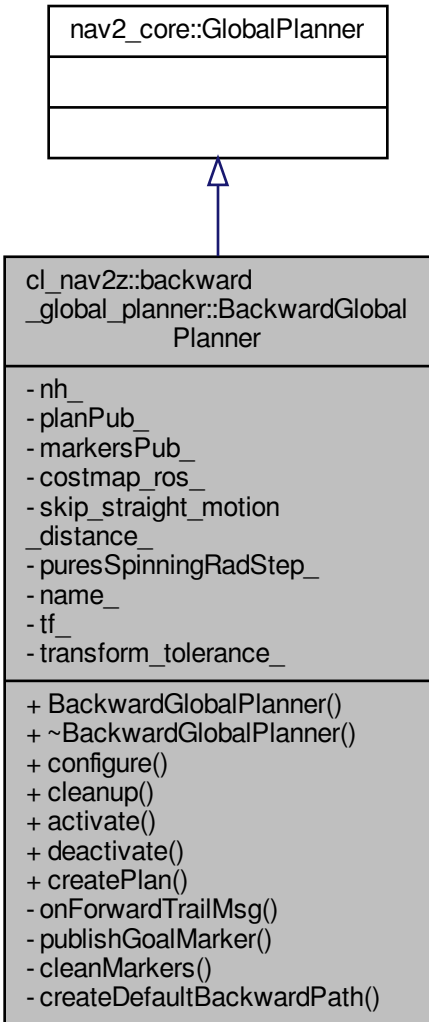 nav2_core::GlobalPlanner
cl_nav2z::backward
_global_planner::BackwardGlobal
Planner
- nh_
- planPub_
- markersPub_
- costmap_ros_
- skip_straight_motion
_distance_
- puresSpinningRadStep_
- name_
- tf_
- transform_tolerance_
+ BackwardGlobalPlanner()
+ ~BackwardGlobalPlanner()
+ configure()
+ cleanup()
+ activate()
+ deactivate()
+ createPlan()
- onForwardTrailMsg()
- publishGoalMarker()
- cleanMarkers()
- createDefaultBackwardPath()